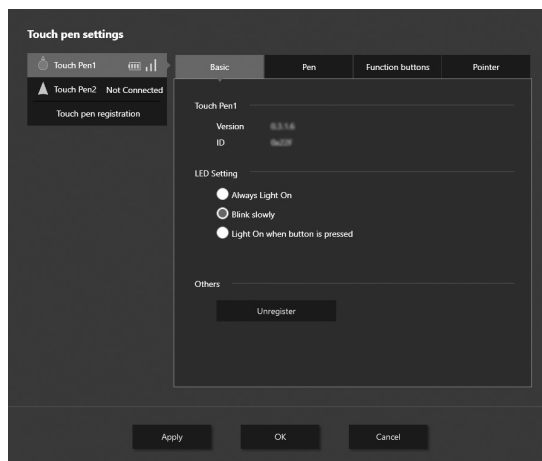 Touch pen settings
Touch Pen1
Touch Pen2 Not Connected
Touch pen registration
Basic Pen Function buttons Pointer
Touch Pen1
Version
ID
LED Setting
Always Light On
Blink slowly
Light On when button is pressed
Others
Unregister
Apply OK Cancel